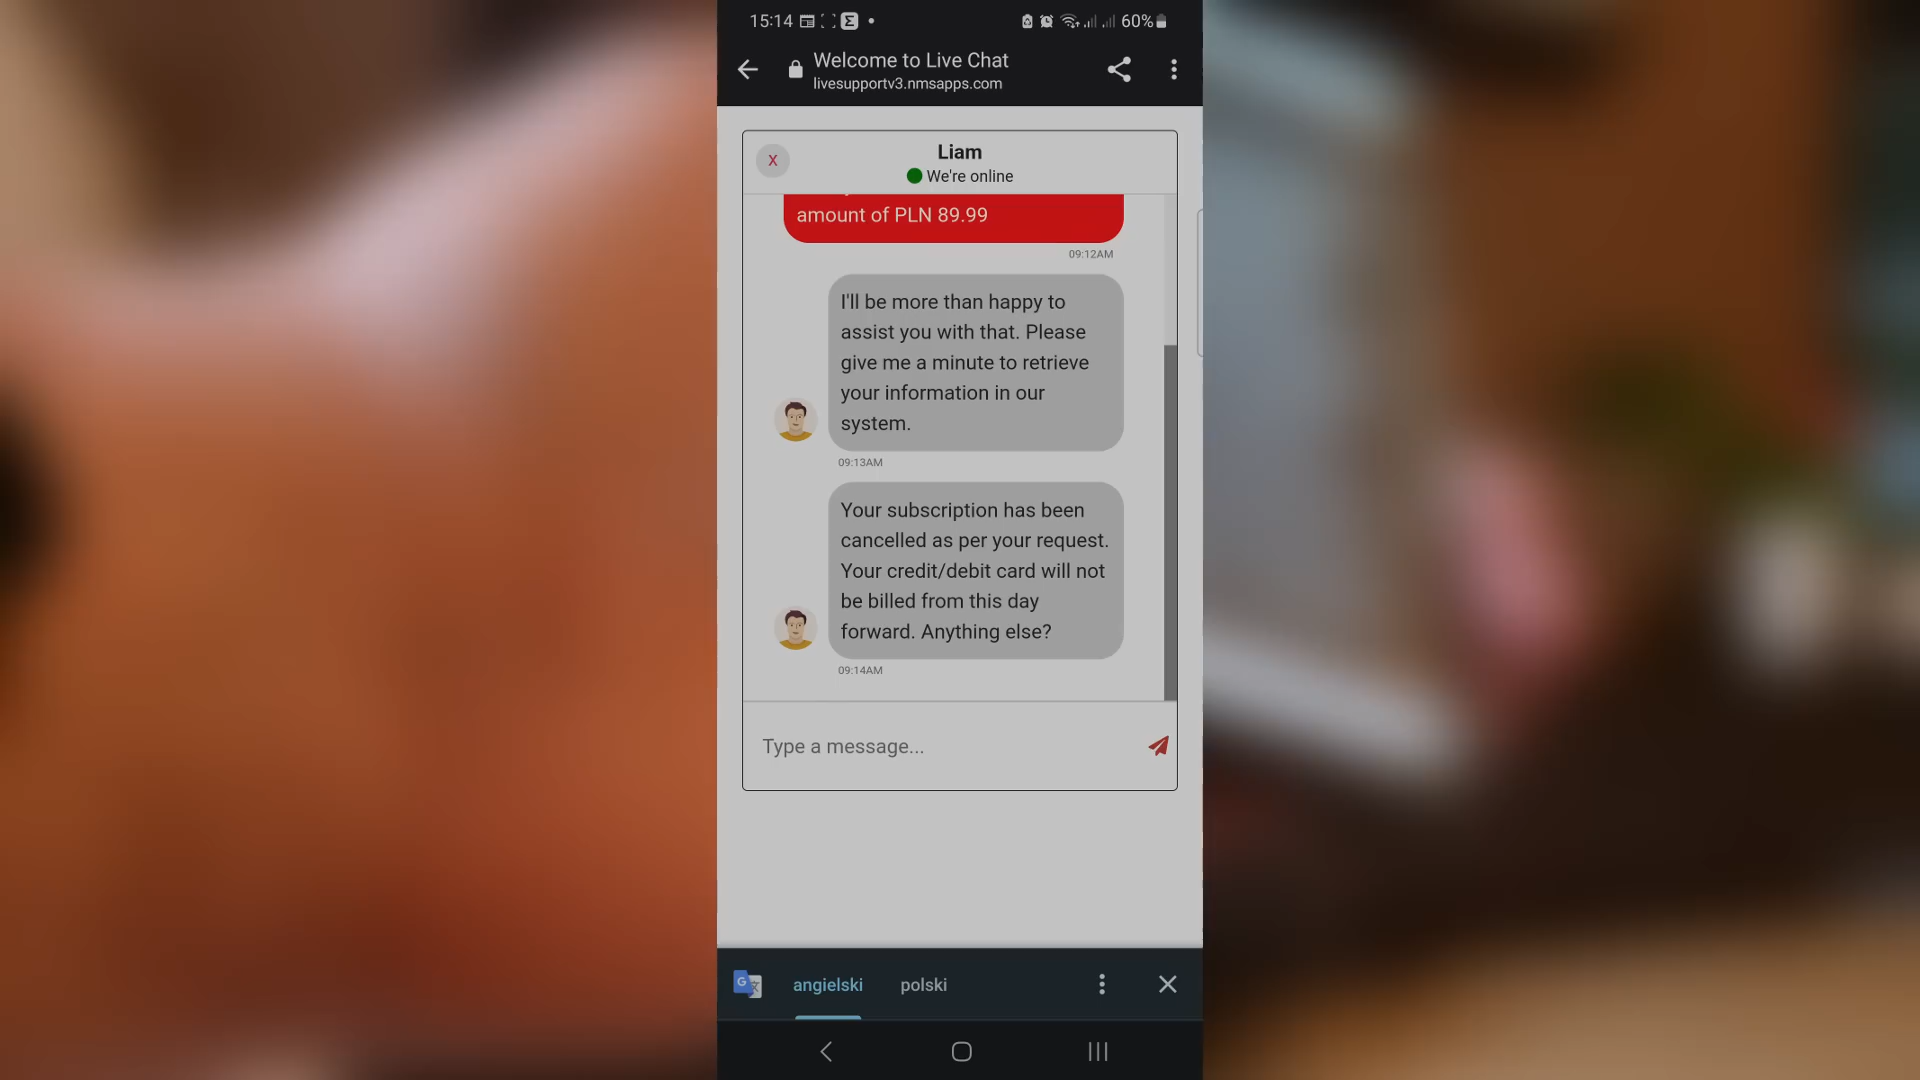 15:14
60%
Welcome to Live Chat
livesupportv3.nmsapps.com
X
Liam
We're online
amount of PLN 89.99
09:12AM
I'll be more than happy to
assist you with that. Please
give me a minute to retrieve
your information in our
system.
09:13AM
Your subscription has been
cancelled as per your request.
Your credit/debit card will not
be billed from this day
forward. Anything else?
09:14AM
Type a message...
angielski polski